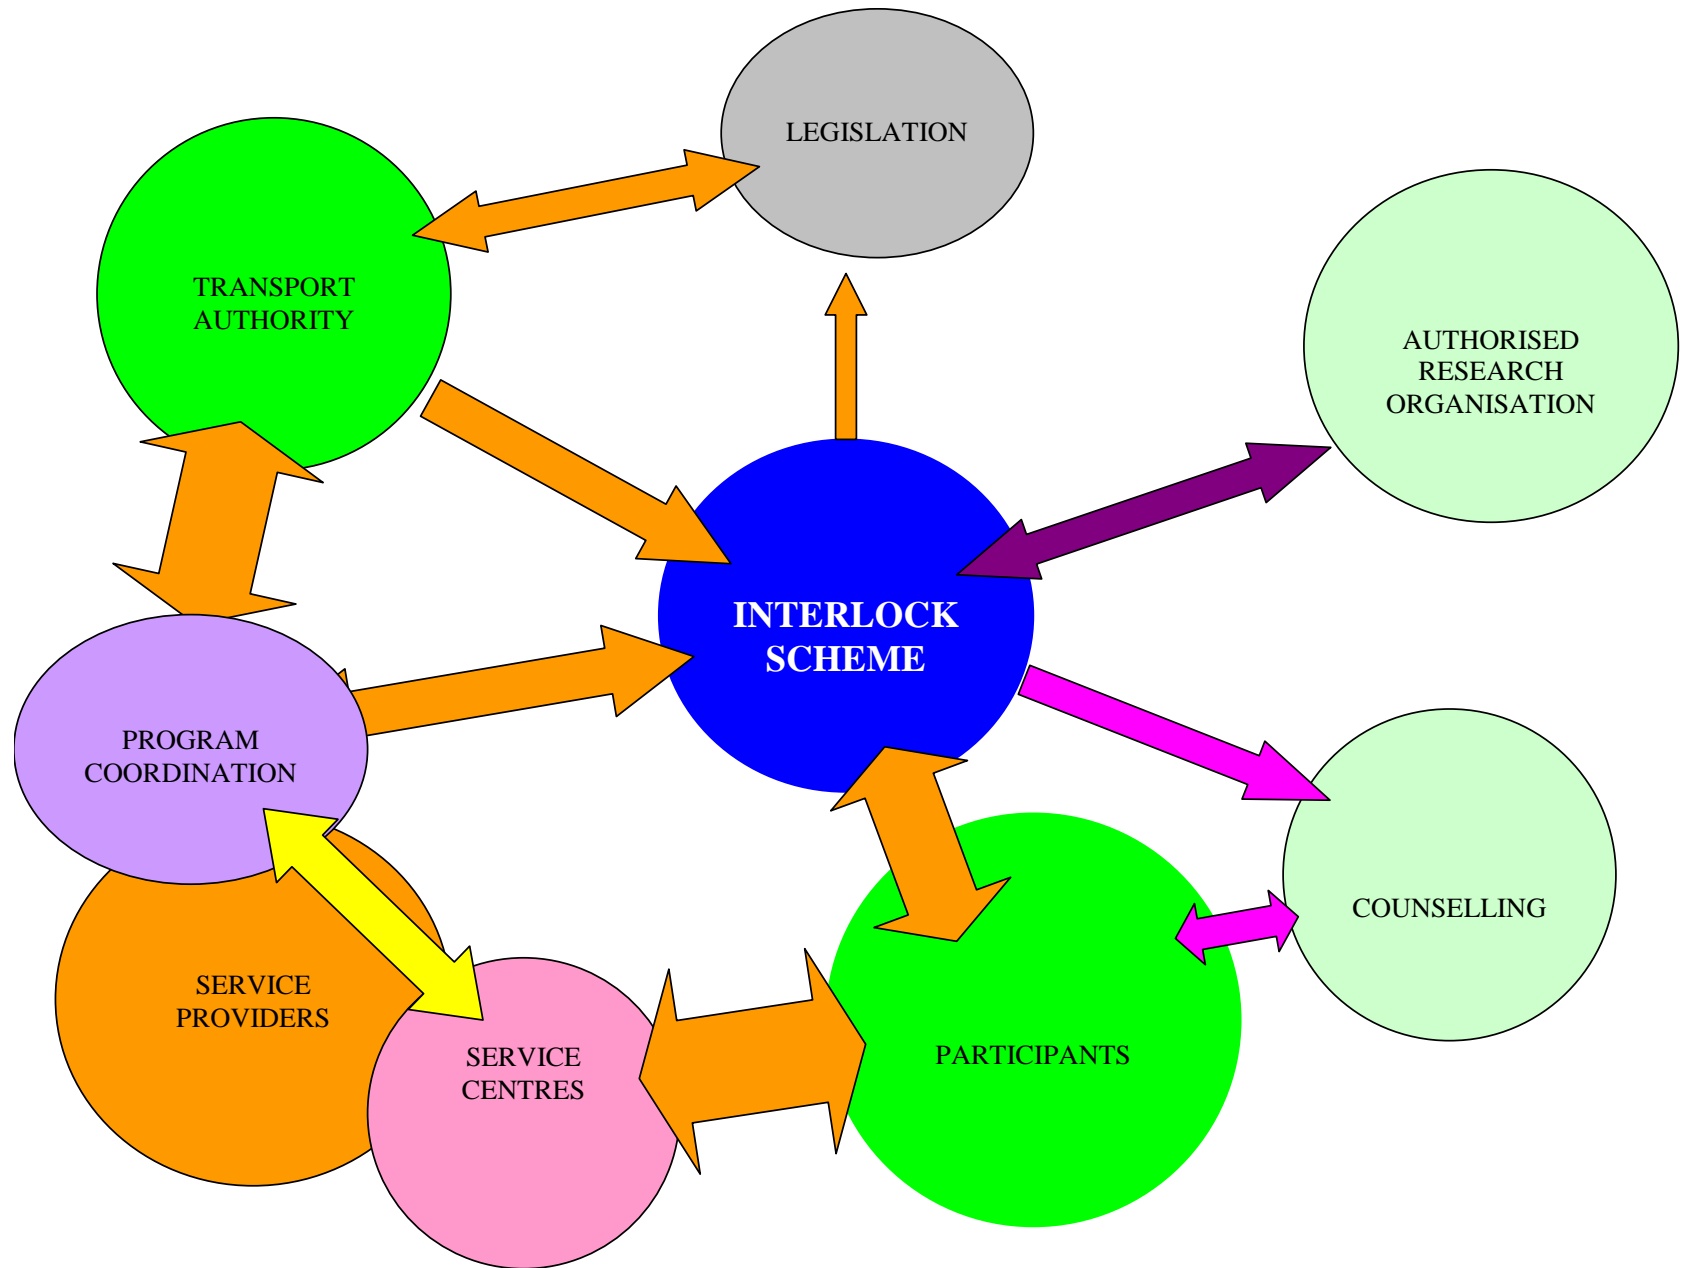 LEGISLATION
TRANSPORT
AUTHORITY
AUTHORISED
RESEARCH
ORGANISATION
INTERLOCK
SCHEME
PROGRAM
COORDINATION
COUNSELLING
SERVICE
PROVIDERS
SERVICE
CENTRES
PARTICIPANTS